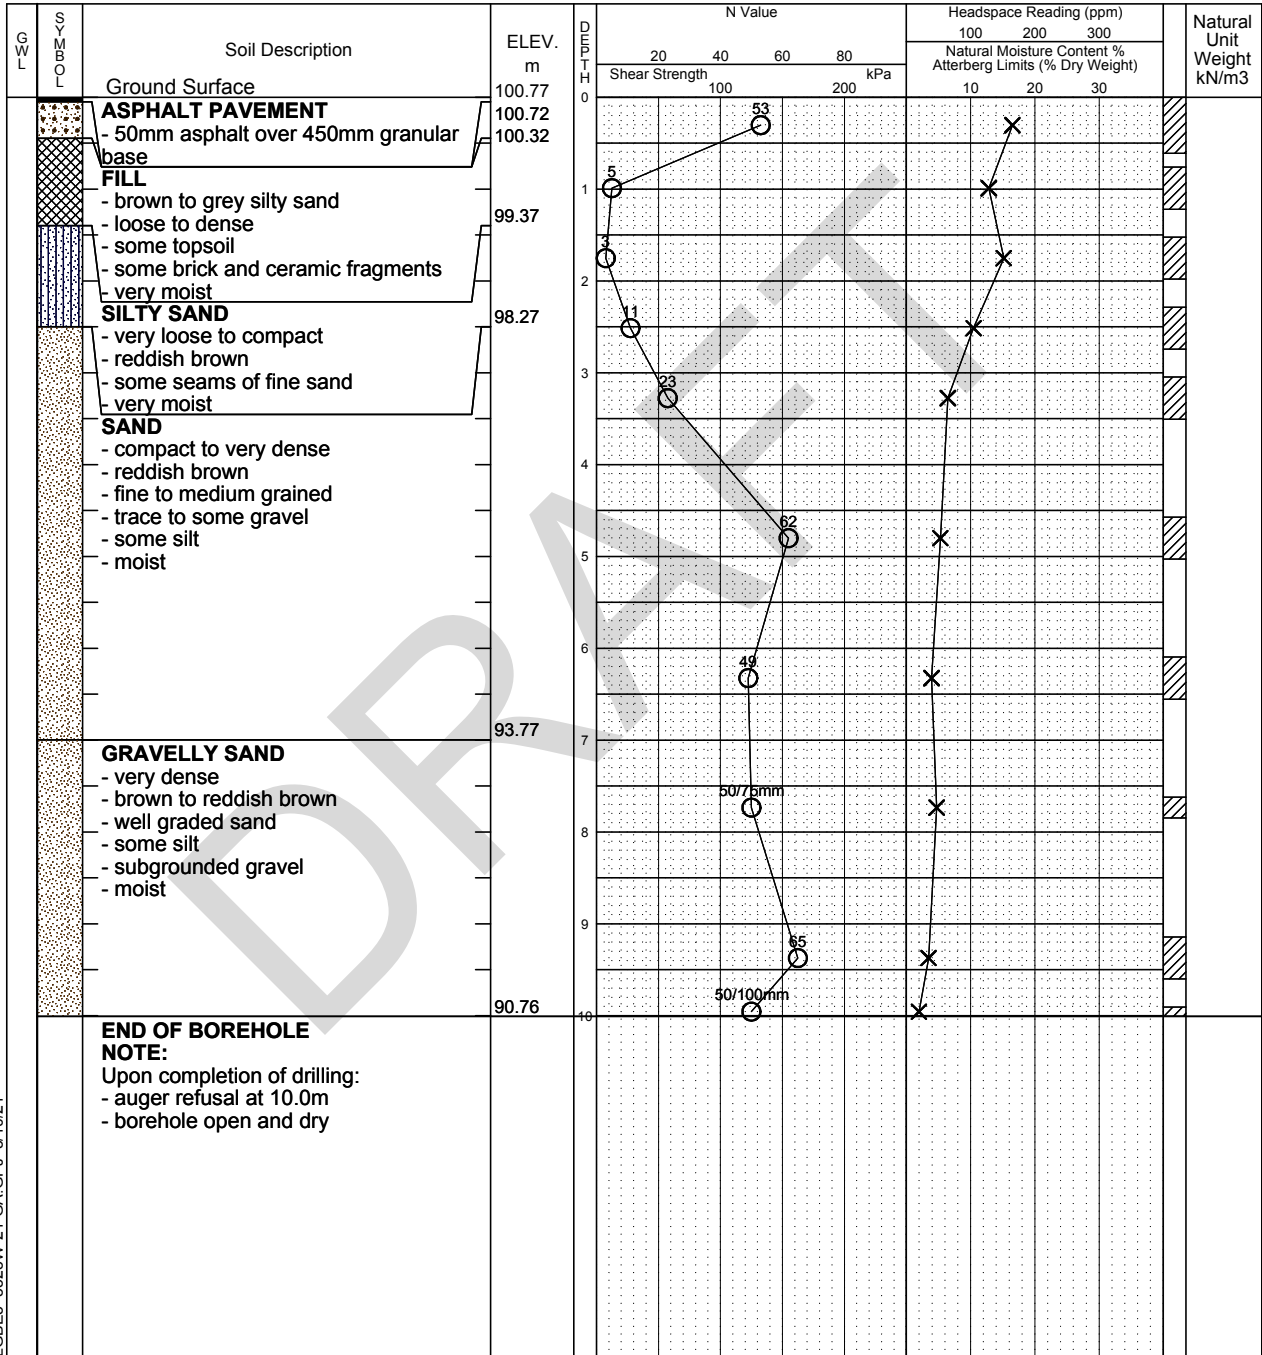 GWL
SYMBOL
Soil Description
ELEV.
m
DEPTH
N Value
20 40 60 80
Shear Strength kPa
100 200
Headspace Reading (ppm)
100 200 300
Natural Moisture Content %
Atterberg Limits (% Dry Weight)
10 20 30
Natural
Unit
Weight
kN/m3
Ground Surface
100.77
0
ASPHALT PAVEMENT
100.72
- 50mm asphalt over 450mm granular
base
100.32
53
FILL
- brown to grey silty sand
- loose to dense
- some topsoil
- some brick and ceramic fragments
- very moist
5
1
99.37
3
2
SILTY SAND
98.27
- very loose to compact
- reddish brown
- some seams of fine sand
- very moist
11
3
23
SAND
- compact to very dense
- reddish brown
- fine to medium grained
- trace to some gravel
- some silt
- moist
4
62
5
6
49
93.77
7
GRAVELLY SAND
- very dense
- brown to reddish brown
- well graded sand
- some silt
- subgrounded gravel
- moist
50/75mm
8
9
65
50/100mm
90.76
10
END OF BOREHOLE
NOTE:
Upon completion of drilling:
- auger refusal at 10.0m
- borehole open and dry
DRAFT